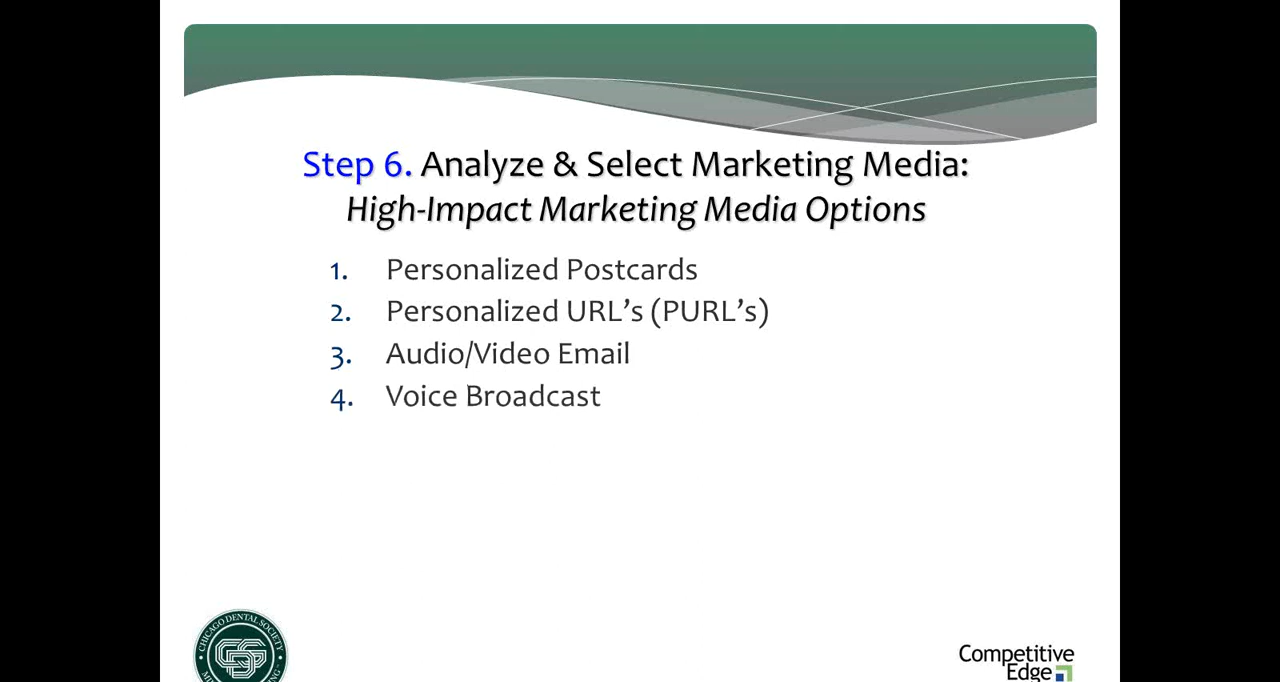 Step 6. Analyze & Select Marketing Media:
High-Impact Marketing Media Options
1. Personalized Postcards
2. Personalized URL’s (PURL’s)
3. Audio/Video Email
4. Voice Broadcast
CHICAGO DENTAL SOCIETY
CDS
Competitive
Edge